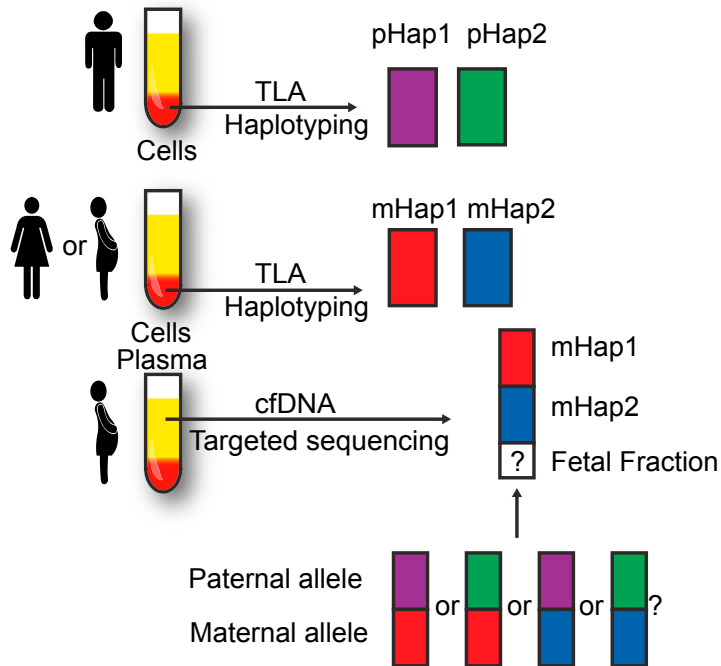 pHap1 pHap2
TLA
Haplotyping
Cells
mHap1 mHap2
or
TLA
Haplotyping
Cells
Plasma
mHap1
cfDNA
mHap2
Targeted sequencing
? Fetal Fraction
Paternal allele
or or or ?
Maternal allele